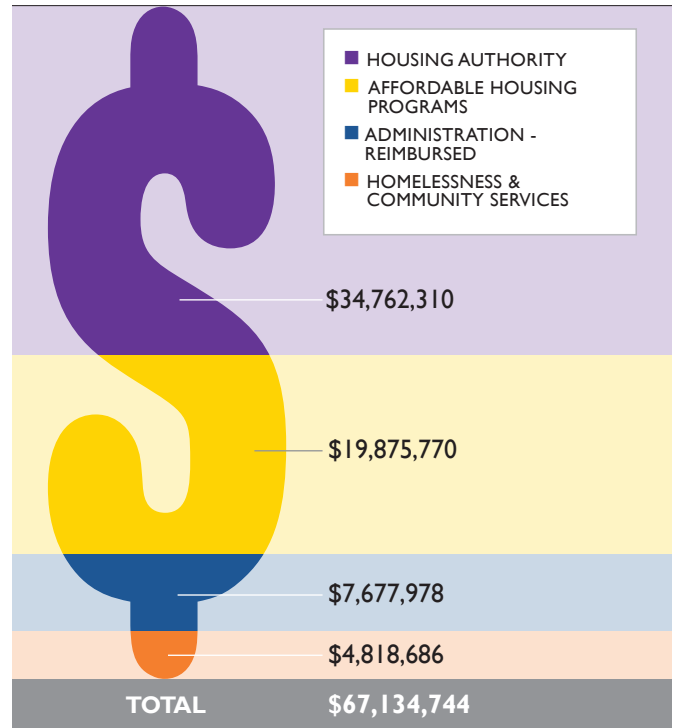 HOUSING AUTHORITY
AFFORDABLE HOUSING
PROGRAMS
ADMINISTRATION -
REIMBURSED
HOMELESSNESS &
COMMUNITY SERVICES
$34,762,310
$19,875,770
$7,677,978
$4,818,686
TOTAL $67,134,744